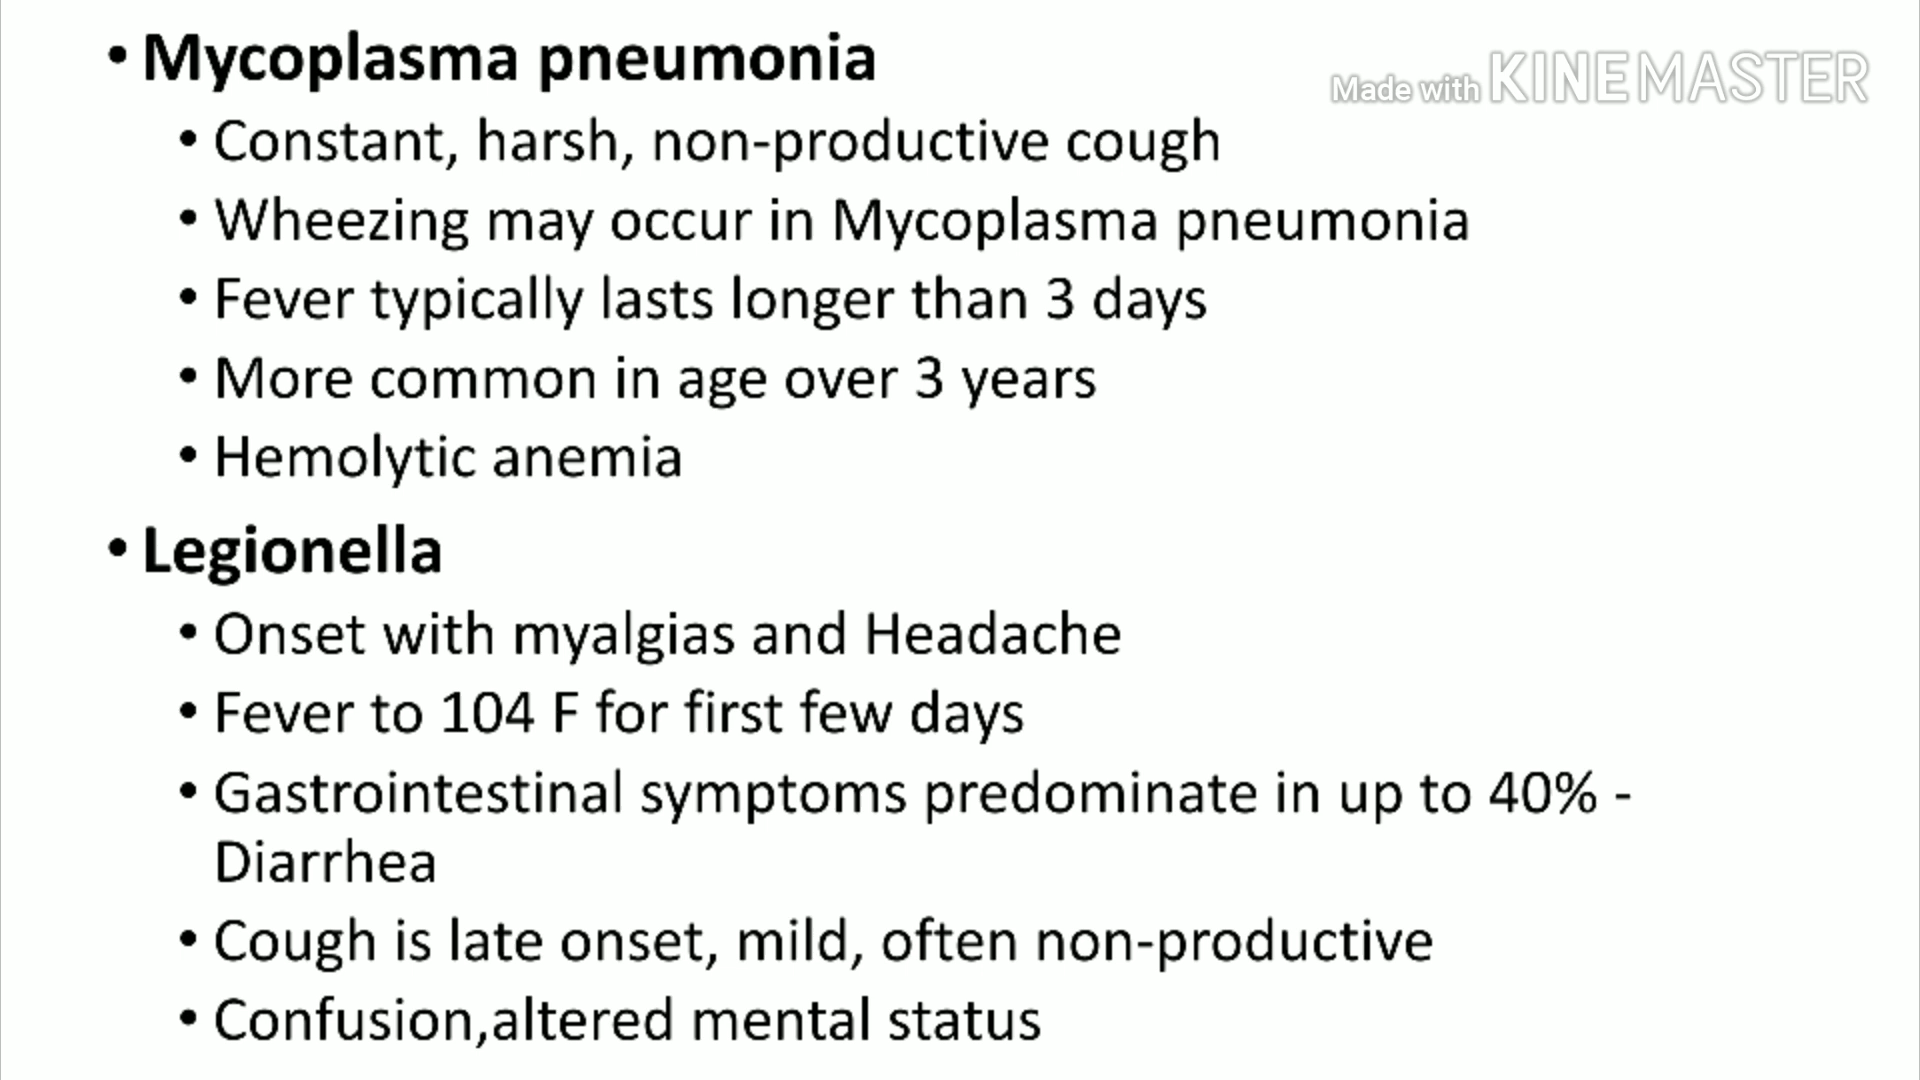 • Mycoplasma pneumonia
Made with KINEMASTER
• Constant, harsh, non-productive cough
• Wheezing may occur in Mycoplasma pneumonia
• Fever typically lasts longer than 3 days
• More common in age over 3 years
• Hemolytic anemia
• Legionella
• Onset with myalgias and Headache
• Fever to 104 F for first few days
• Gastrointestinal symptoms predominate in up to 40% -
Diarrhea
• Cough is late onset, mild, often non-productive
• Confusion,altered mental status